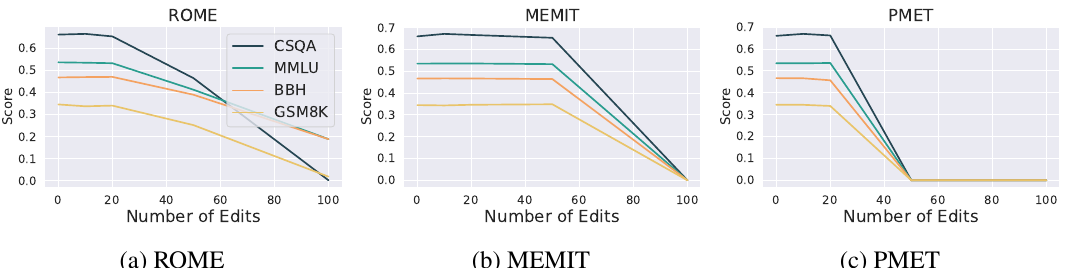 ROME
Score
0.6
0.5
0.4
0.3
0.2
0.1
0.0
CSQA
MMLU
BBH
GSM8K
0 20 40 60 80 100
Number of Edits
(a) ROME
MEMIT
Score
0.7
0.6
0.5
0.4
0.3
0.2
0.1
0.0
0 20 40 60 80 100
Number of Edits
(b) MEMIT
PMET
Score
0.7
0.6
0.5
0.4
0.3
0.2
0.1
0.0
0 20 40 60 80 100
Number of Edits
(c) PMET